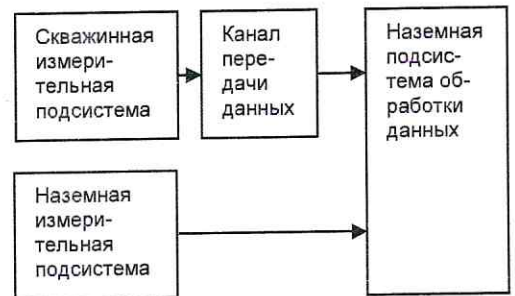 Скважинная
измери-
тельная
подсистема
Канал
пере-
дачи
данных
Наземная
подсис-
тема об-
работки
данных
Наземная
измери-
тельная
подсистема